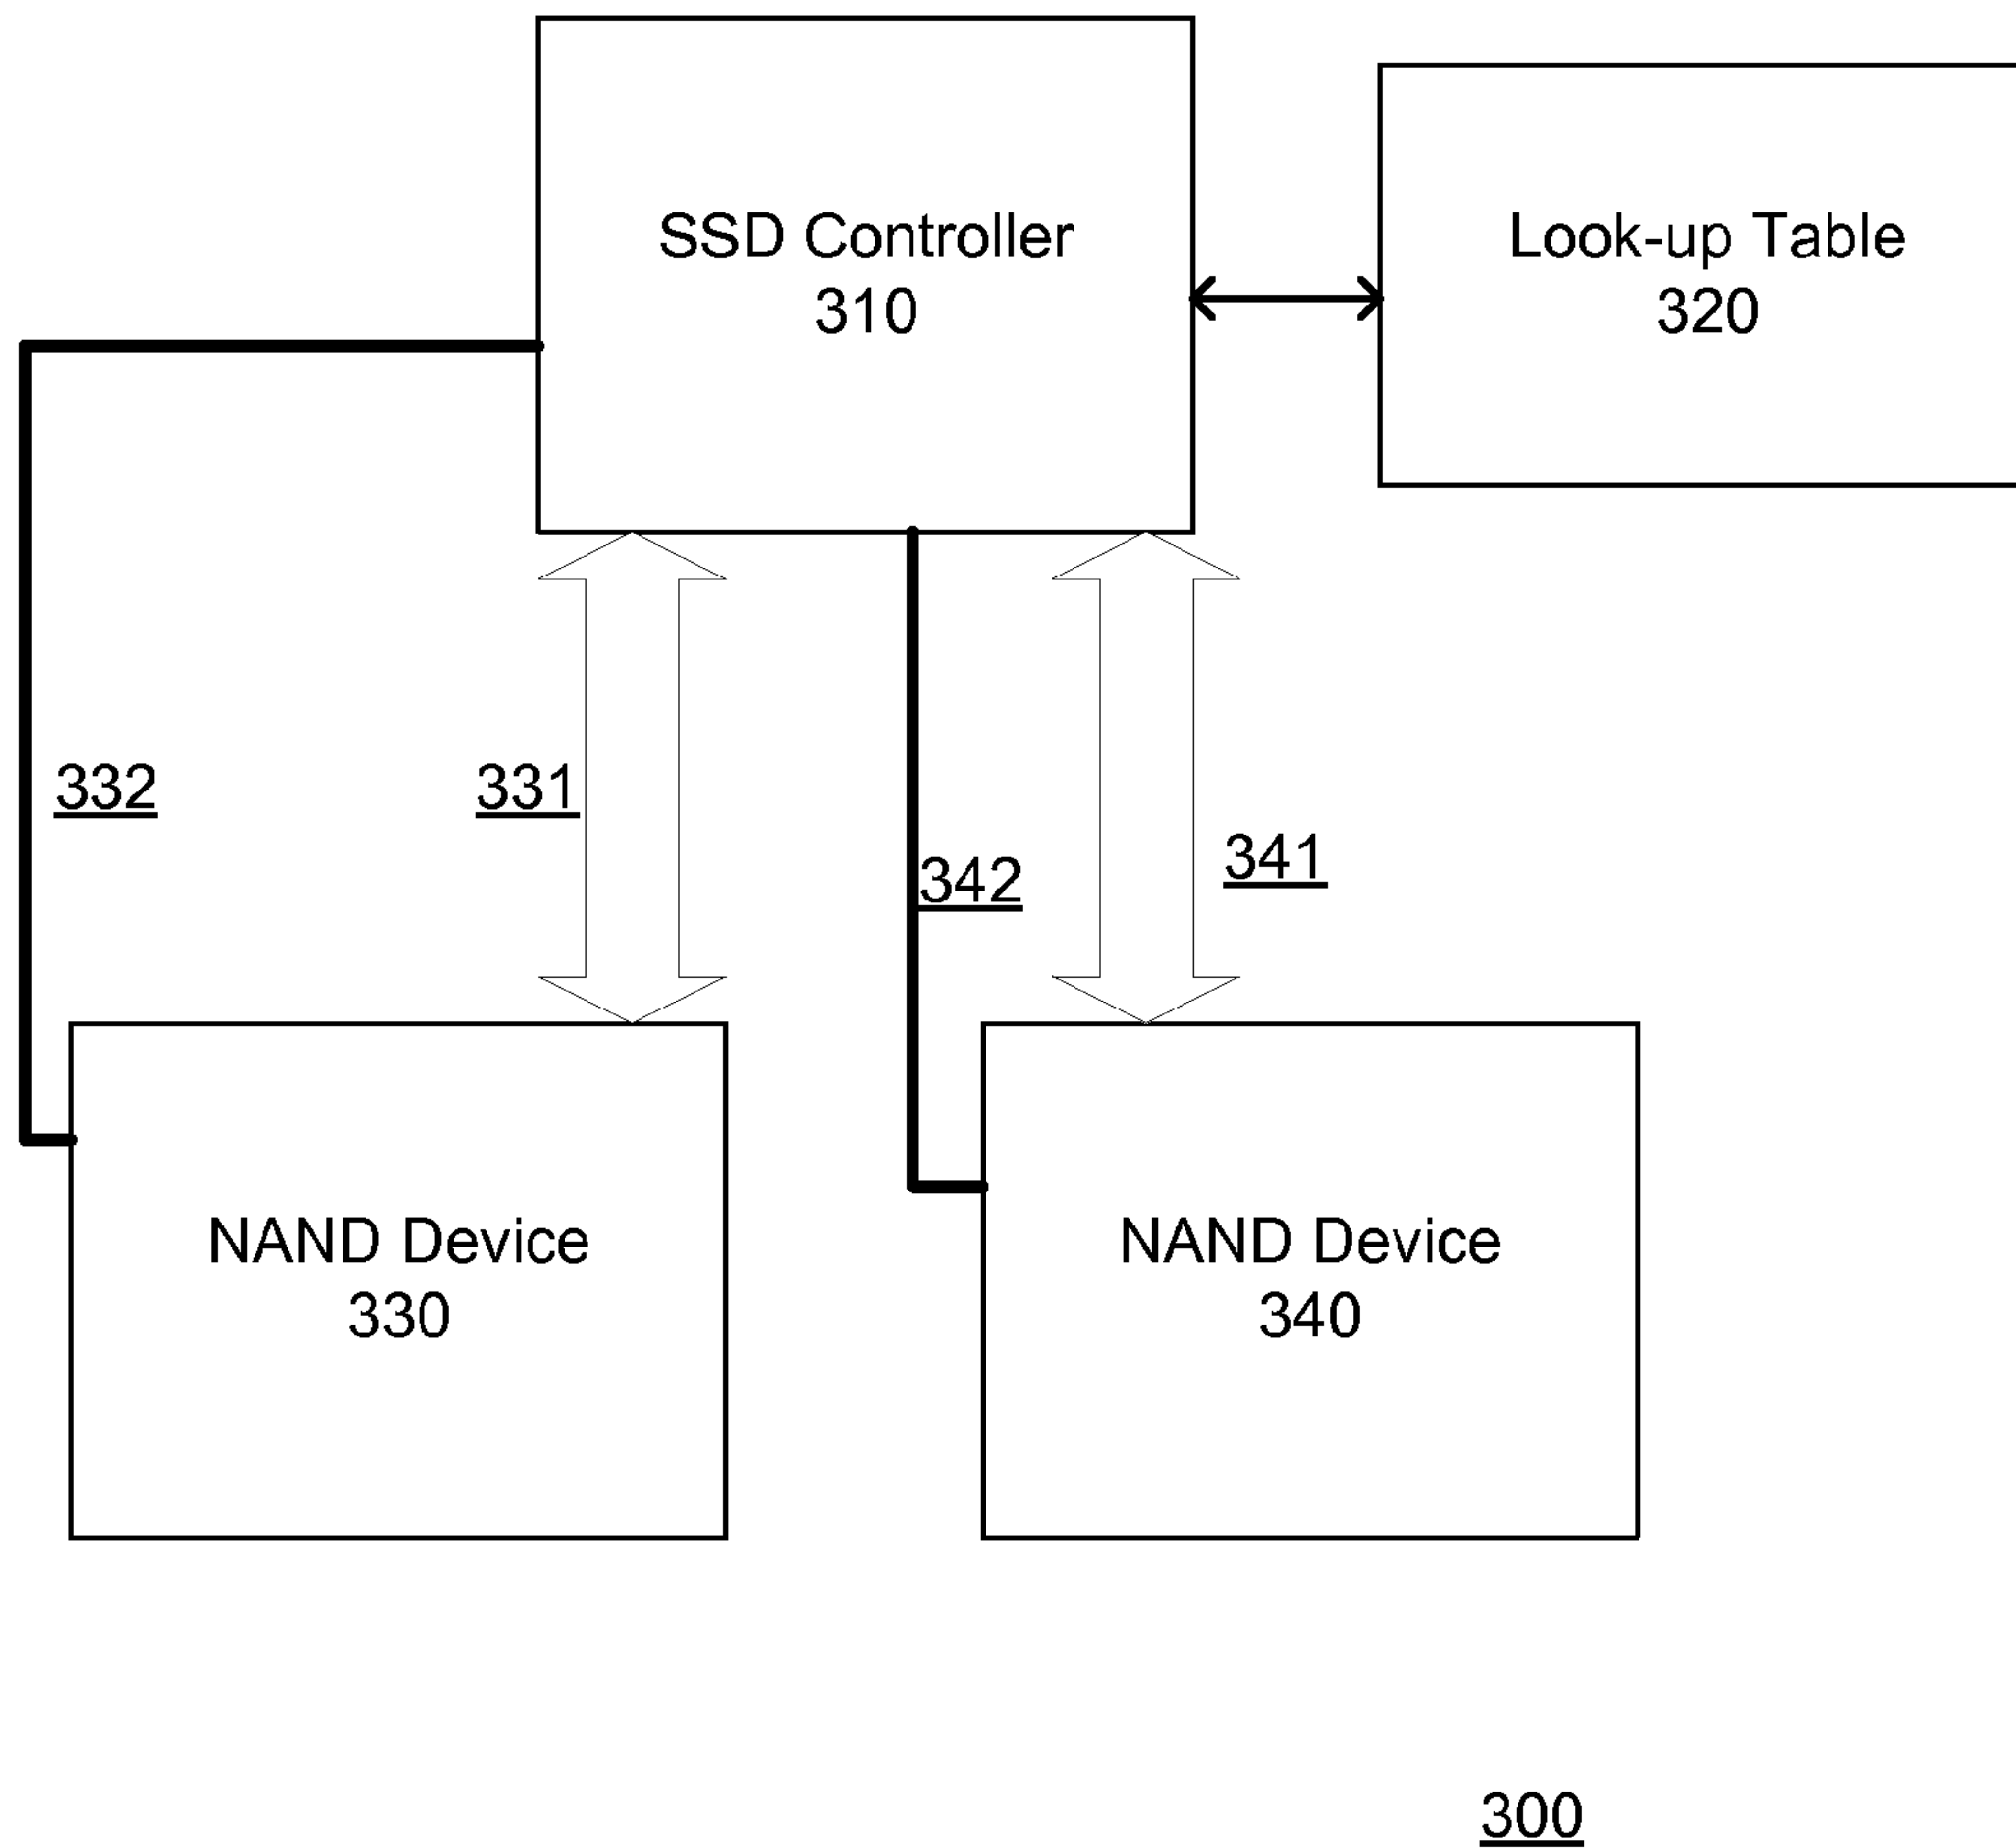 SSD Controller
310
Look-up Table
320
332
331
342
341
NAND Device
330
NAND Device
340
300